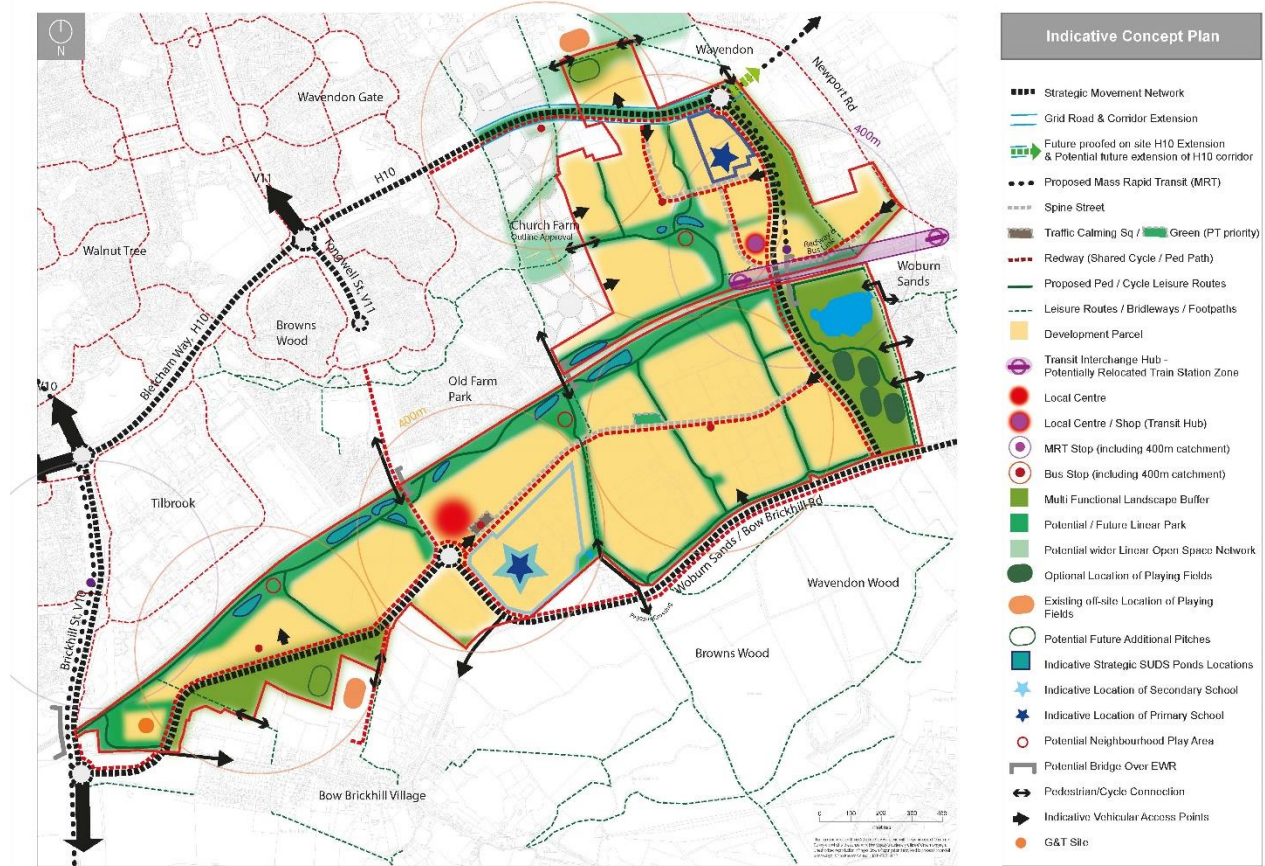 N
Wavendon
Newport Rd
400m
Wavendon Gate
H10
V11
Walnut Tree
Church Farm
Outline Approval
Tongwell St, V11
Redway &
Bus Link
Woburn
Sands
Browns
Wood
Bletcham Way, H10
V10
Old Farm
Park
400m
Tilbrook
Woburn Sands / Bow Brickhill Rd
Wavendon Wood
Brickhill St, V10
Browns Wood
Bow Brickhill Village
0 100 200 300 400
metres
Indicative Concept Plan
Strategic Movement Network
Grid Road & Corridor Extension
Future proofed on site H10 Extension
& Potential future extension of H10 corridor
Proposed Mass Rapid Transit (MRT)
Spine Street
Traffic Calming Sq / Green (PT priority)
Redway (Shared Cycle / Ped Path)
Proposed Ped / Cycle Leisure Routes
Leisure Routes / Bridleways / Footpaths
Development Parcel
Transit Interchange Hub -
Potentially Relocated Train Station Zone
Local Centre
Local Centre / Shop (Transit Hub)
MRT Stop (including 400m catchment)
Bus Stop (including 400m catchment)
Multi Functional Landscape Buffer
Potential / Future Linear Park
Potential wider Linear Open Space Network
Optional Location of Playing Fields
Existing off-site Location of Playing
Fields
Potential Future Additional Pitches
Indicative Strategic SUDS Ponds Locations
Indicative Location of Secondary School
Indicative Location of Primary School
Potential Neighbourhood Play Area
Potential Bridge Over EWR
Pedestrian/Cycle Connection
Indicative Vehicular Access Points
G&T Site